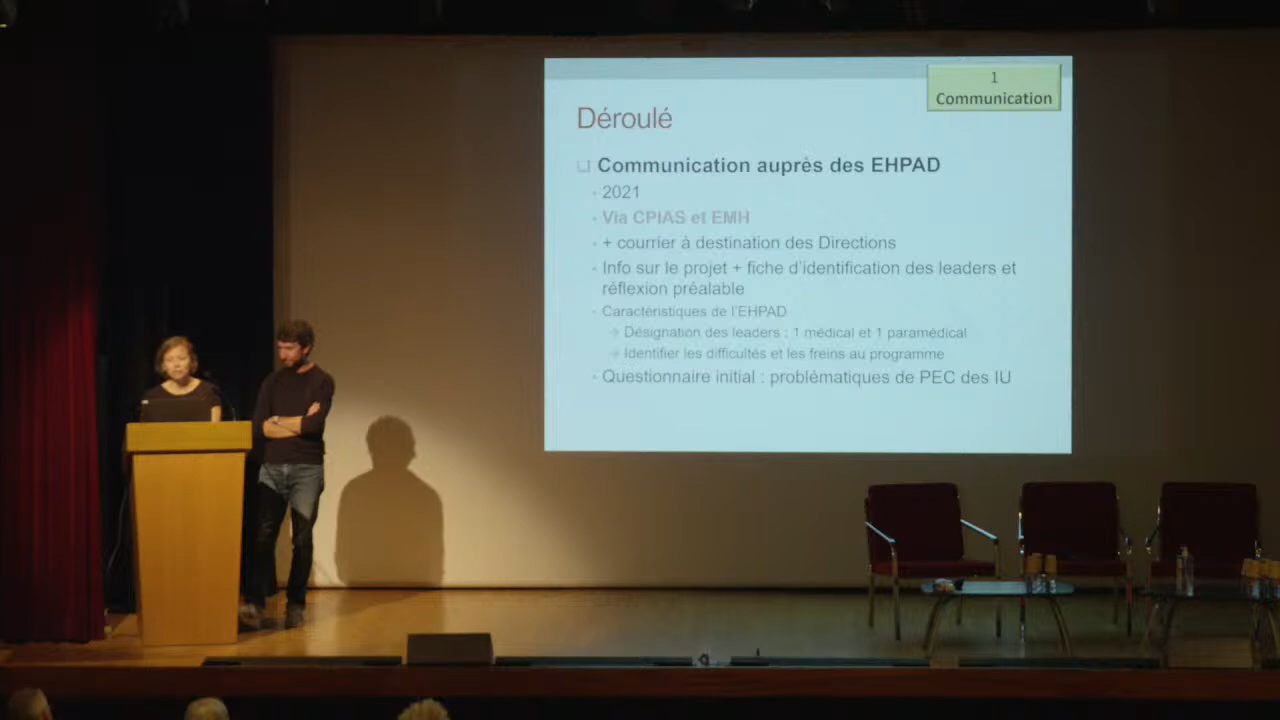 1
Communication
Déroulé
Communication auprès des EHPAD
2021
Via CPIAS et EMH
+ courrier à destination des Directions
Info sur le projet + fiche d'identification des leaders et
réflexion préalable
Caractéristiques de l'EHPAD
Désignation des leaders : 1 médical et 1 paramédical
Identifier les difficultés et les freins au programme
Questionnaire initial : problématiques de PEC des IU